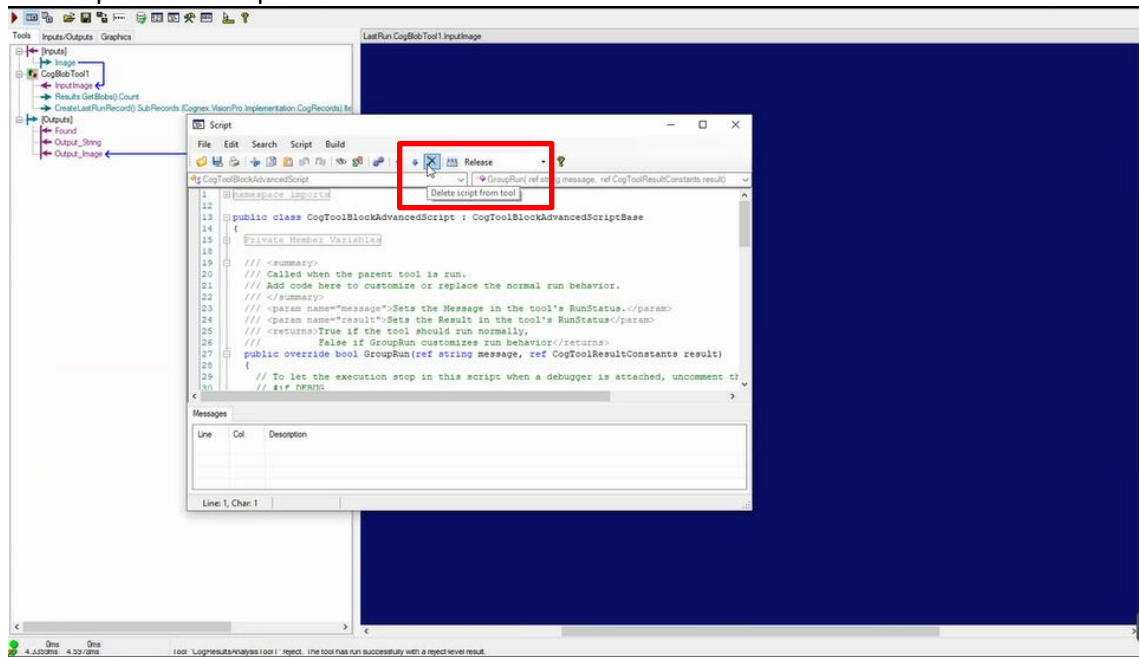 Tools Inputs/Outputs Graphics
LastRun.CogBlobTool1.InputImage
[Inputs]
Image
CogBlobTool1
InputImage
Results.GetBlobs().Count
CreateLastRunRecord().SubRecords.(Cognex.VisionPro.Implementation.CogRecords).Ite
[Outputs]
Found
Output_String
Output_Image
Script
File Edit Search Script Build
Release
CogToolBlockAdvancedScript
GroupRun( ref string message, ref CogToolResultConstants result)
Delete script from tool
1 namespace imports
12
13 public class CogToolBlockAdvancedScript : CogToolBlockAdvancedScriptBase
14 {
15 Private Member Variables
18
19 /// <summary>
20 /// Called when the parent tool is run.
21 /// Add code here to customize or replace the normal run behavior.
22 /// </summary>
23 /// <param name="message">Sets the Message in the tool's RunStatus.</param>
24 /// <param name="result">Sets the Result in the tool's RunStatus</param>
25 /// <returns>True if the tool should run normally,
26 /// False if GroupRun customizes run behavior</returns>
27 public override bool GroupRun(ref string message, ref CogToolResultConstants result)
28 {
29 // To let the execution stop in this script when a debugger is attached, uncomment th
30 // #if DEBUG
Messages
Line Col Description
Line: 1, Char: 1
0ms 0ms
Tool "CogResultsAnalysisTool1" reject. The tool has run successfully with a reject-level result.